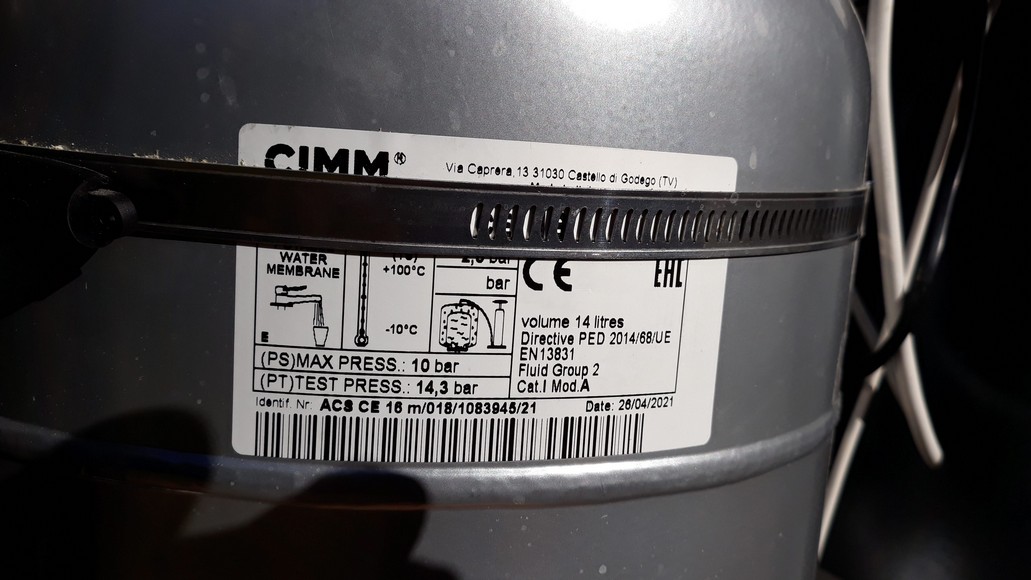 CIMM®
Via Caprera,13 31030 Castello di Godego (TV)
WATER
MEMBRANE
+100°C
-10°C
bar
CE
EAC
E
volume 14 litres
Directive PED 2014/68/UE
EN13831
Fluid Group 2
Cat.I Mod.A
(PS)MAX PRESS.: 10 bar
(PT)TEST PRESS.: 14,3 bar
Identif. Nr: ACS CE 16 m/018/1083945/21 Date: 26/04/2021